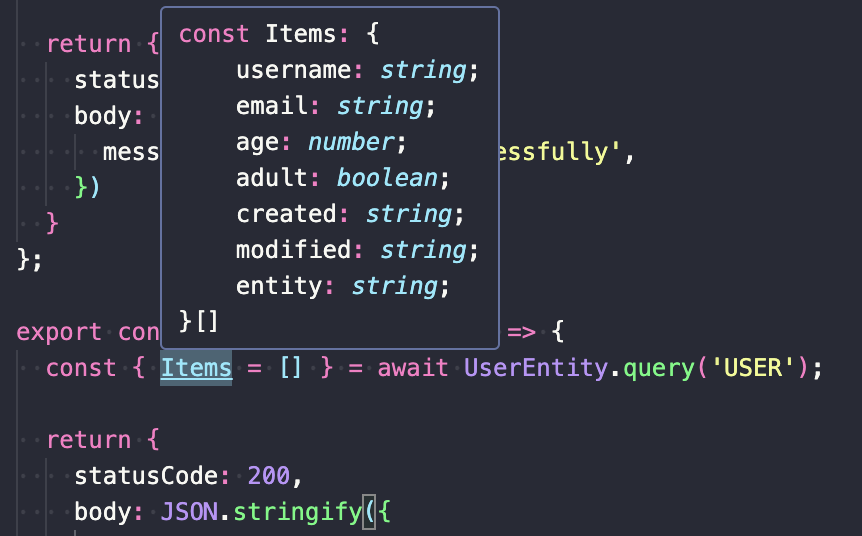 return {
const Items: {
status
username: string;
body:
email: string;
mess
age: number;
essfully',
})
adult: boolean;
created: string;
}
modified: string;
};
entity: string;
}[]
export con
=> {
const { Items = [] } = await UserEntity.query('USER');
return {
statusCode: 200,
body: JSON.stringify({